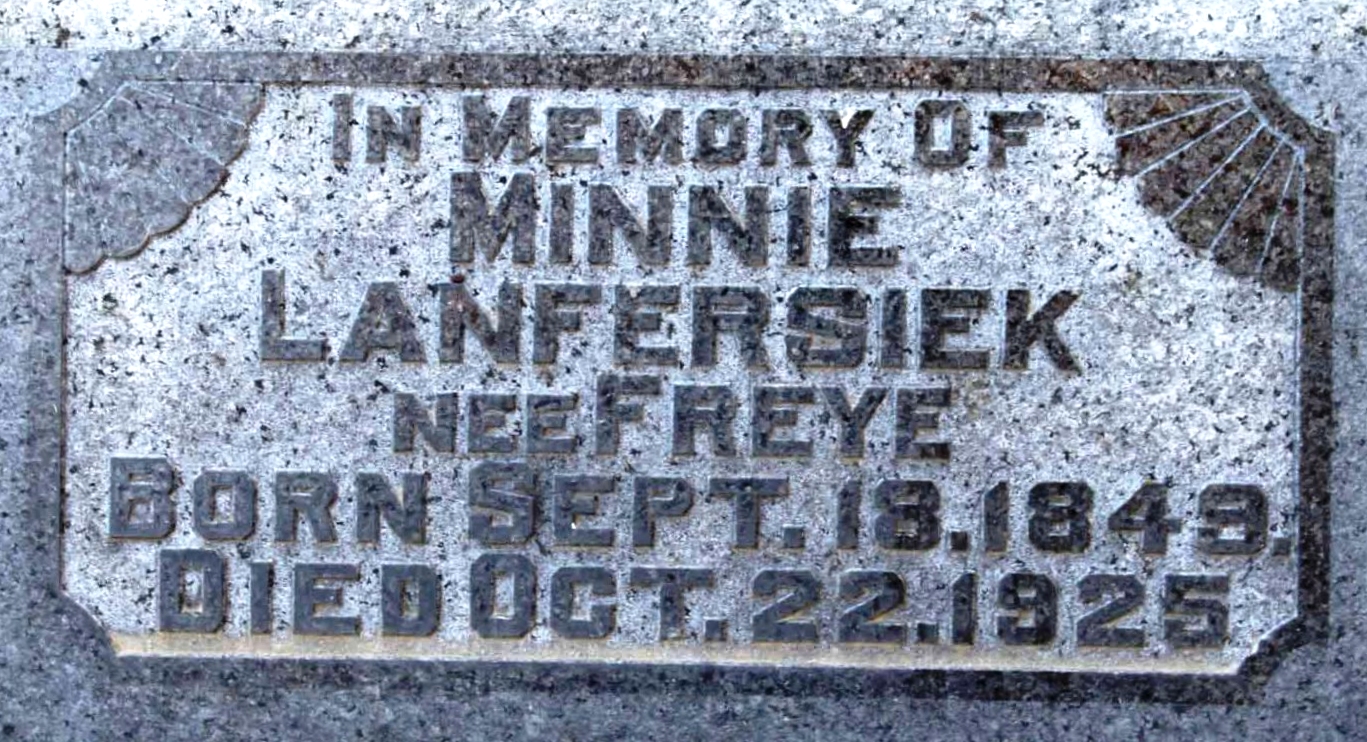 IN MEMORY OF
MINNIE
LANFERSIEK
NEE FREYE
BORN SEPT. 18. 1849.
DIED OCT. 22. 1925